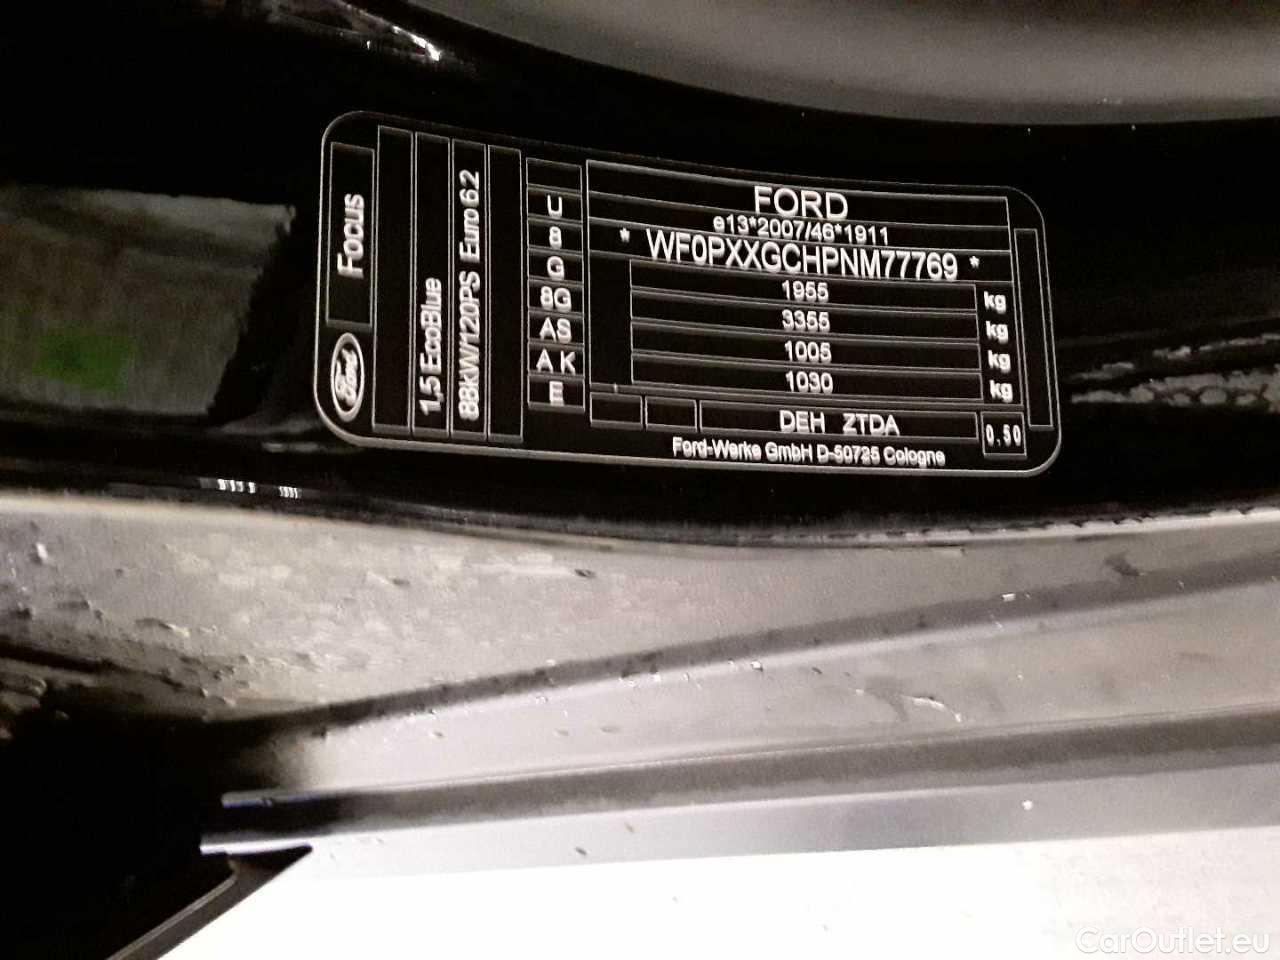 Focus
Ford
1,5 EcoBlue
88kW/120PS Euro 6.2
U
8
G
8G
AS
A K
E
FORD
e13*2007/46*1911
* WF0PXXGCHPNM77769 *
1955 kg
3355 kg
1005 kg
1030 kg
DEH ZTDA 0,50
Ford-Werke GmbH D-50725 Cologne
CarOutlet.eu